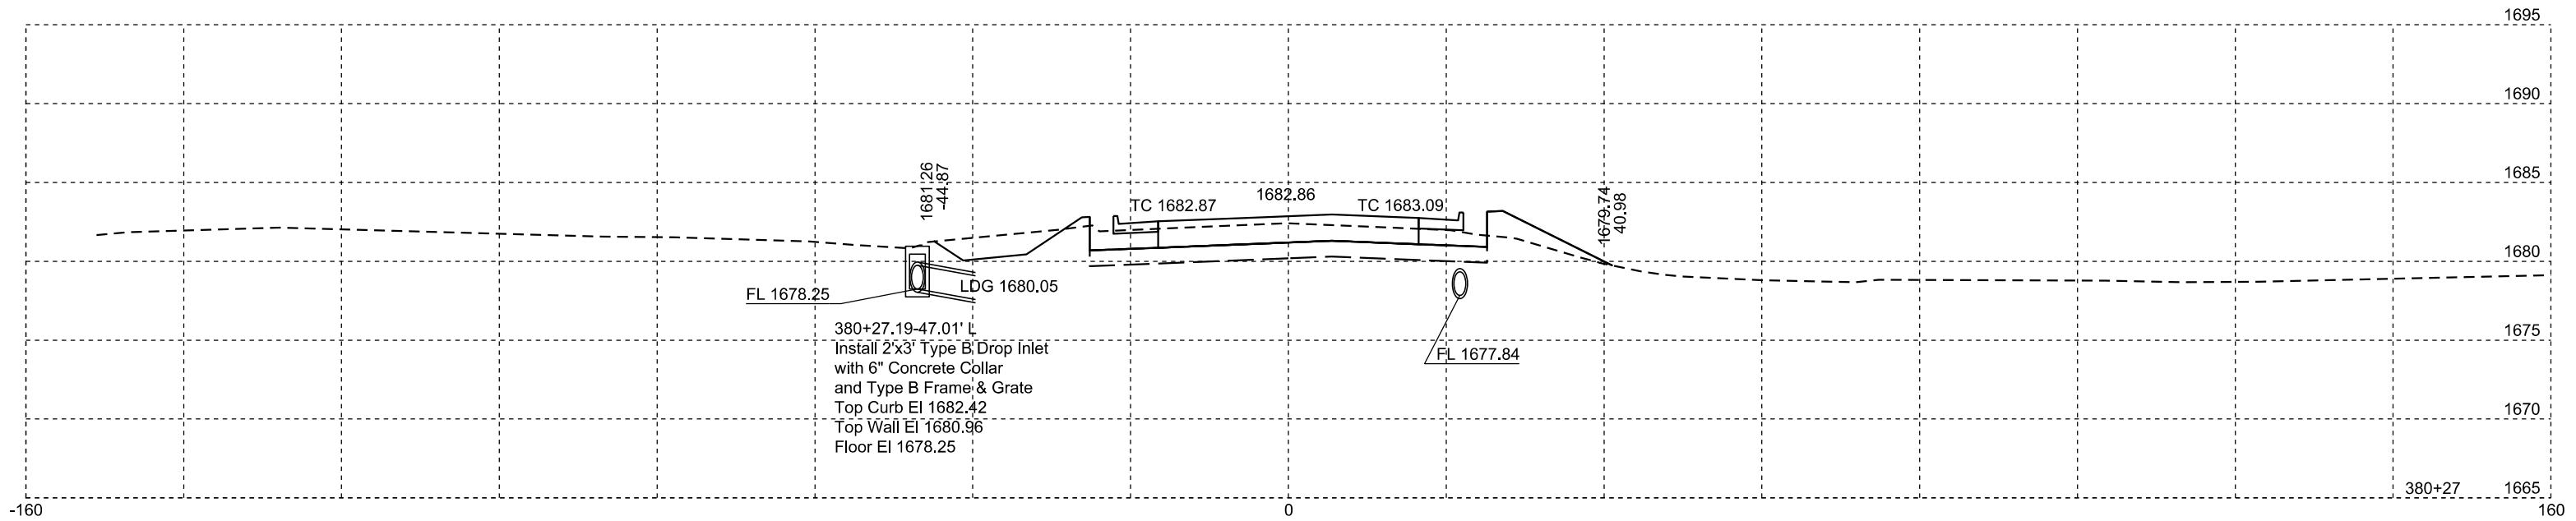 1695
1690
1685
1680
1675
1670
1665
1681.26
-44.87
TC 1682.87
1682.86
TC 1683.09
1679.74
40.98
LDG 1680.05
FL 1678.25
FL 1677.84
380+27.19-47.01' L
Install 2'x3' Type B Drop Inlet
with 6" Concrete Collar
and Type B Frame & Grate
Top Curb El 1682.42
Top Wall El 1680.96
Floor El 1678.25
380+27
-160
0
160